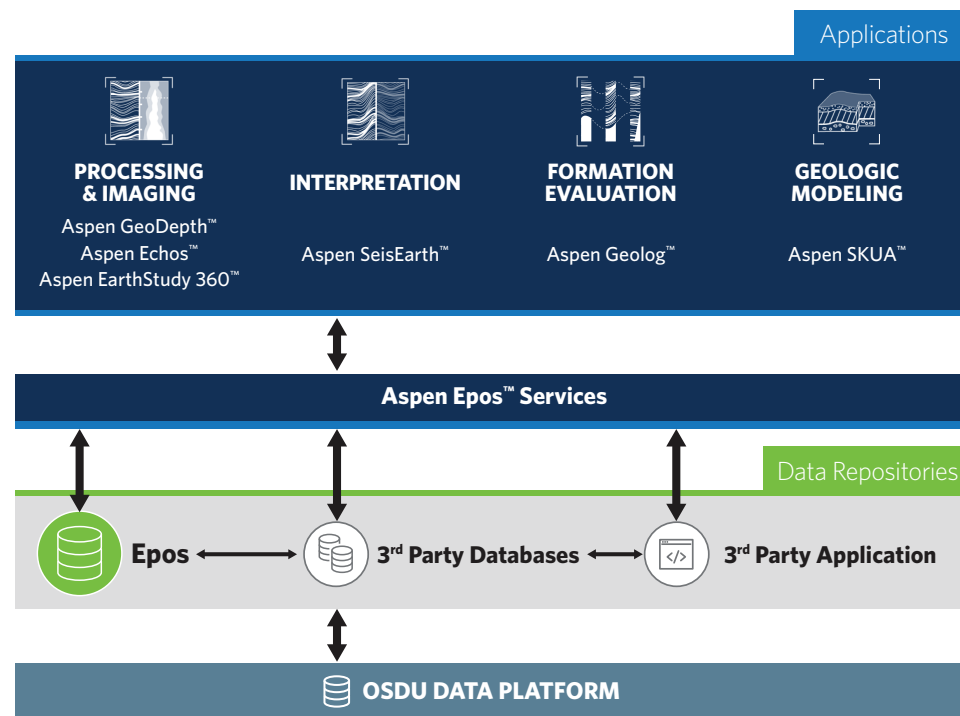 Applications
PROCESSING
& IMAGING
Aspen GeoDepth™
Aspen Echos™
Aspen EarthStudy 360™
INTERPRETATION
Aspen SeisEarth™
FORMATION
EVALUATION
Aspen Geolog™
GEOLOGIC
MODELING
Aspen SKUA™
Aspen Epos™ Services
Data Repositories
Epos
3rd Party Databases
</>
3rd Party Application
OSDU DATA PLATFORM